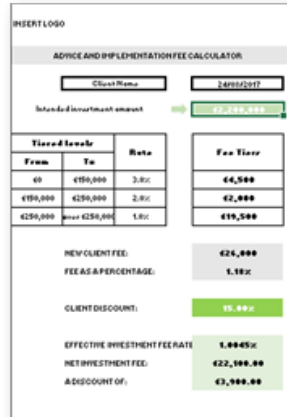 INSERT LOGO
ADVICE AND IMPLEMENTATION FEE CALCULATOR
Client Name 24/08/2017
Intended investment amount £2,200,000
Tiered levels Rate Fee Tiers
From To
£0 £150,000 3.0% £4,500
£150,000 £250,000 2.0% £2,000
£250,000 over £250,000 1.0% £19,500
NEW CLIENT FEE: £26,000
FEE AS A PERCENTAGE: 1.18%
CLIENT DISCOUNT: 15.00%
EFFECTIVE INVESTMENT FEE RATE 1.0045%
NET INVESTMENT FEE: £22,100.00
A DISCOUNT OF: £3,900.00